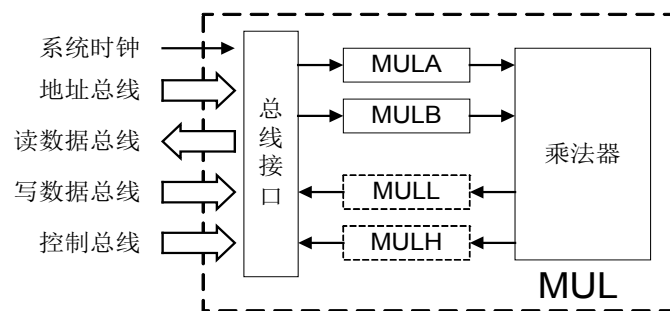 系统时钟
地址总线
读数据总线
写数据总线
控制总线
总线接口
MULA
MULB
MULL
MULH
乘法器
MUL